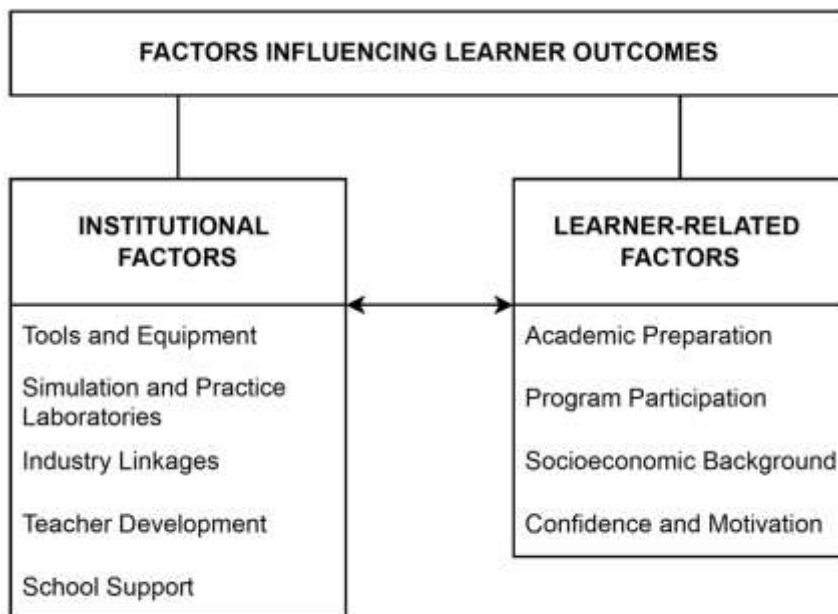 FACTORS INFLUENCING LEARNER OUTCOMES
INSTITUTIONAL
FACTORS
Tools and Equipment
Simulation and Practice
Laboratories
Industry Linkages
Teacher Development
School Support
LEARNER-RELATED
FACTORS
Academic Preparation
Program Participation
Socioeconomic Background
Confidence and Motivation